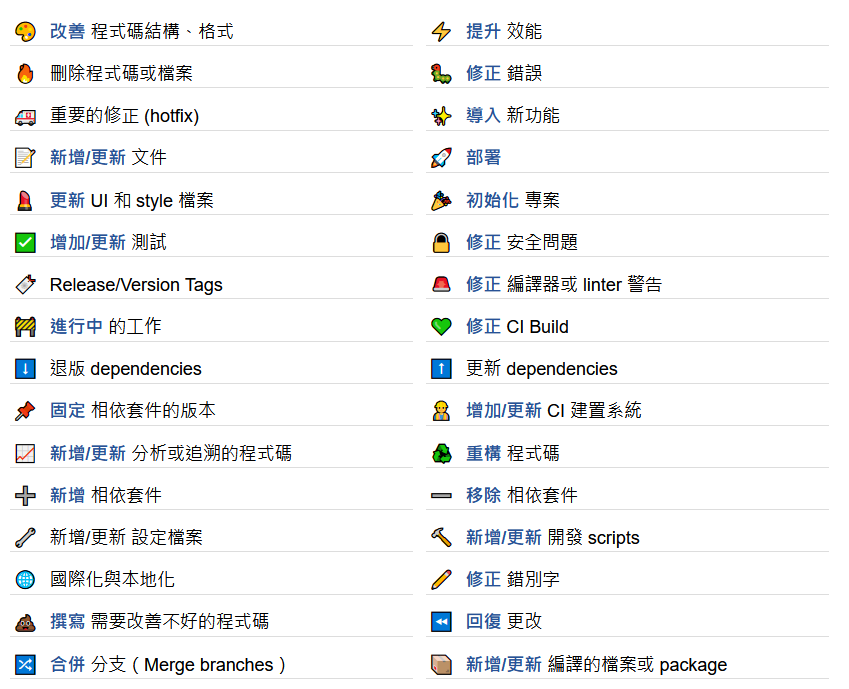 改善 程式碼結構、格式
提升 效能
刪除程式碼或檔案
修正 錯誤
重要的修正 (hotfix)
導入 新功能
新增/更新 文件
部署
更新 UI 和 style 檔案
初始化 專案
增加/更新 測試
修正 安全問題
Release/Version Tags
修正 編譯器或 linter 警告
進行中 的工作
修正 CI Build
退版 dependencies
更新 dependencies
固定 相依套件的版本
增加/更新 CI 建置系統
新增/更新 分析或追溯的程式碼
重構 程式碼
新增 相依套件
移除 相依套件
新增/更新 設定檔案
新增/更新 開發 scripts
國際化與本地化
修正 錯別字
撰寫 需要改善不好的程式碼
回復 更改
合併 分支 ( Merge branches )
新增/更新 編譯的檔案或 package